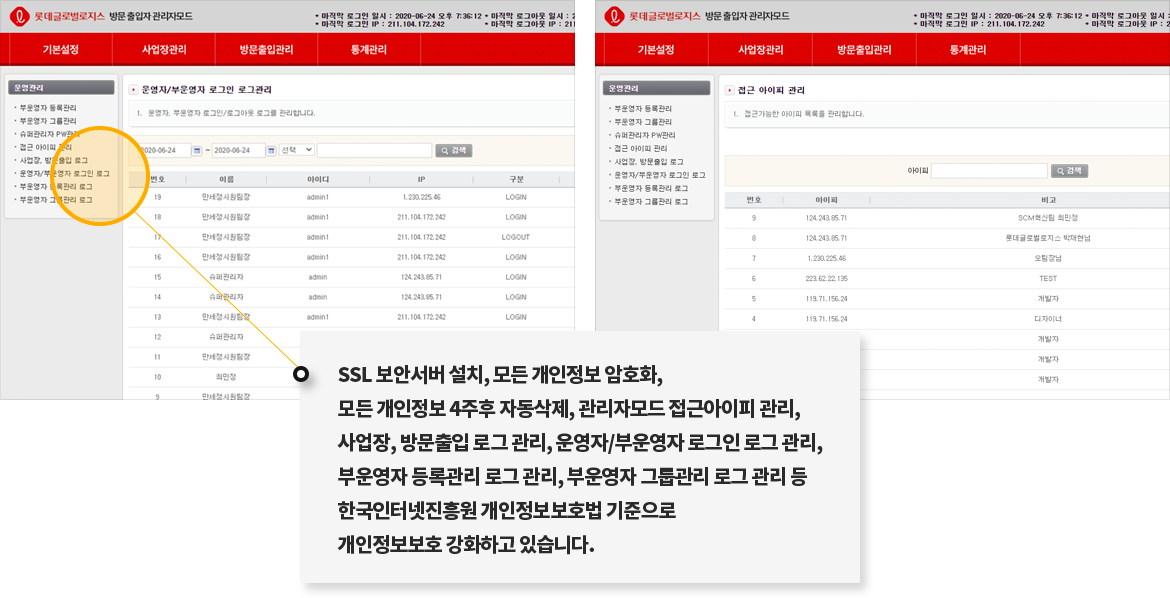 롯데글로벌로지스 방문 출입자 관리자모드
* 마지막 로그인 일시 : 2020-06-24 오후 7:36:12 * 마지막 로그아웃 일시 : 2
* 마지막 로그인 IP : 211.104.172.242 * 마지막 로그아웃 IP : 211
기본설정 사업장관리 방문출입관리 통계관리
운영관리
· 부운영자 등록관리
· 부운영자 그룹관리
· 슈퍼관리자 PW관리
· 접근 아이피 관리
· 사업장, 방문출입 로그
· 운영자/부운영자 로그인 로그
· 부운영자 등록관리 로그
· 부운영자 그룹관리 로그
운영자/부운영자 로그인 로그관리
1. 운영자, 부운영자 로그인/로그아웃 로그를 관리합니다.
2020-06-24 ~ 2020-06-24 선택 검색
번호 이름 아이디 IP 구분
19 만세정시원팀장 admin1 1.230.225.46 LOGIN
18 만세정시원팀장 admin1 211.104.172.242 LOGIN
17 만세정시원팀장 admin1 211.104.172.242 LOGOUT
16 만세정시원팀장 admin1 211.104.172.242 LOGIN
15 슈퍼관리자 admin 124.243.85.71 LOGIN
14 슈퍼관리자 admin 124.243.85.71 LOGIN
13 만세정시원팀장 admin1 211.104.172.242 LOGIN
12 슈퍼관리자
11 만세정시원팀장
10 최민정
9 만세정시원팀장
롯데글로벌로지스 방문 출입자 관리자모드
* 마지막 로그인 일시 : 2020-06-24 오후 7:36:12 * 마지막 로그아웃 일시 : 2
* 마지막 로그인 IP : 211.104.172.242 * 마지막 로그아웃 IP : 2
기본설정 사업장관리 방문출입관리 통계관리
운영관리
· 부운영자 등록관리
· 부운영자 그룹관리
· 슈퍼관리자 PW관리
· 접근 아이피 관리
· 사업장, 방문출입 로그
· 운영자/부운영자 로그인 로그
· 부운영자 등록관리 로그
· 부운영자 그룹관리 로그
접근 아이피 관리
1. 접근가능한 아이피 목록을 관리합니다.
아이피 검색
번호 아이피 비고
9 124.243.85.71 SCM혁신팀 최민정
8 124.243.85.71 롯데글로벌로지스 박재현님
7 1.230.225.46 오팀장님
6 223.62.22.135 TEST
5 119.71.156.24 개발자
4 119.71.156.24 디자이너
개발자
개발자
개발자
SSL 보안서버 설치, 모든 개인정보 암호화,
모든 개인정보 4주후 자동삭제, 관리자모드 접근아이피 관리,
사업장, 방문출입 로그 관리, 운영자/부운영자 로그인 로그 관리,
부운영자 등록관리 로그 관리, 부운영자 그룹관리 로그 관리 등
한국인터넷진흥원 개인정보보호법 기준으로
개인정보보호 강화하고 있습니다.